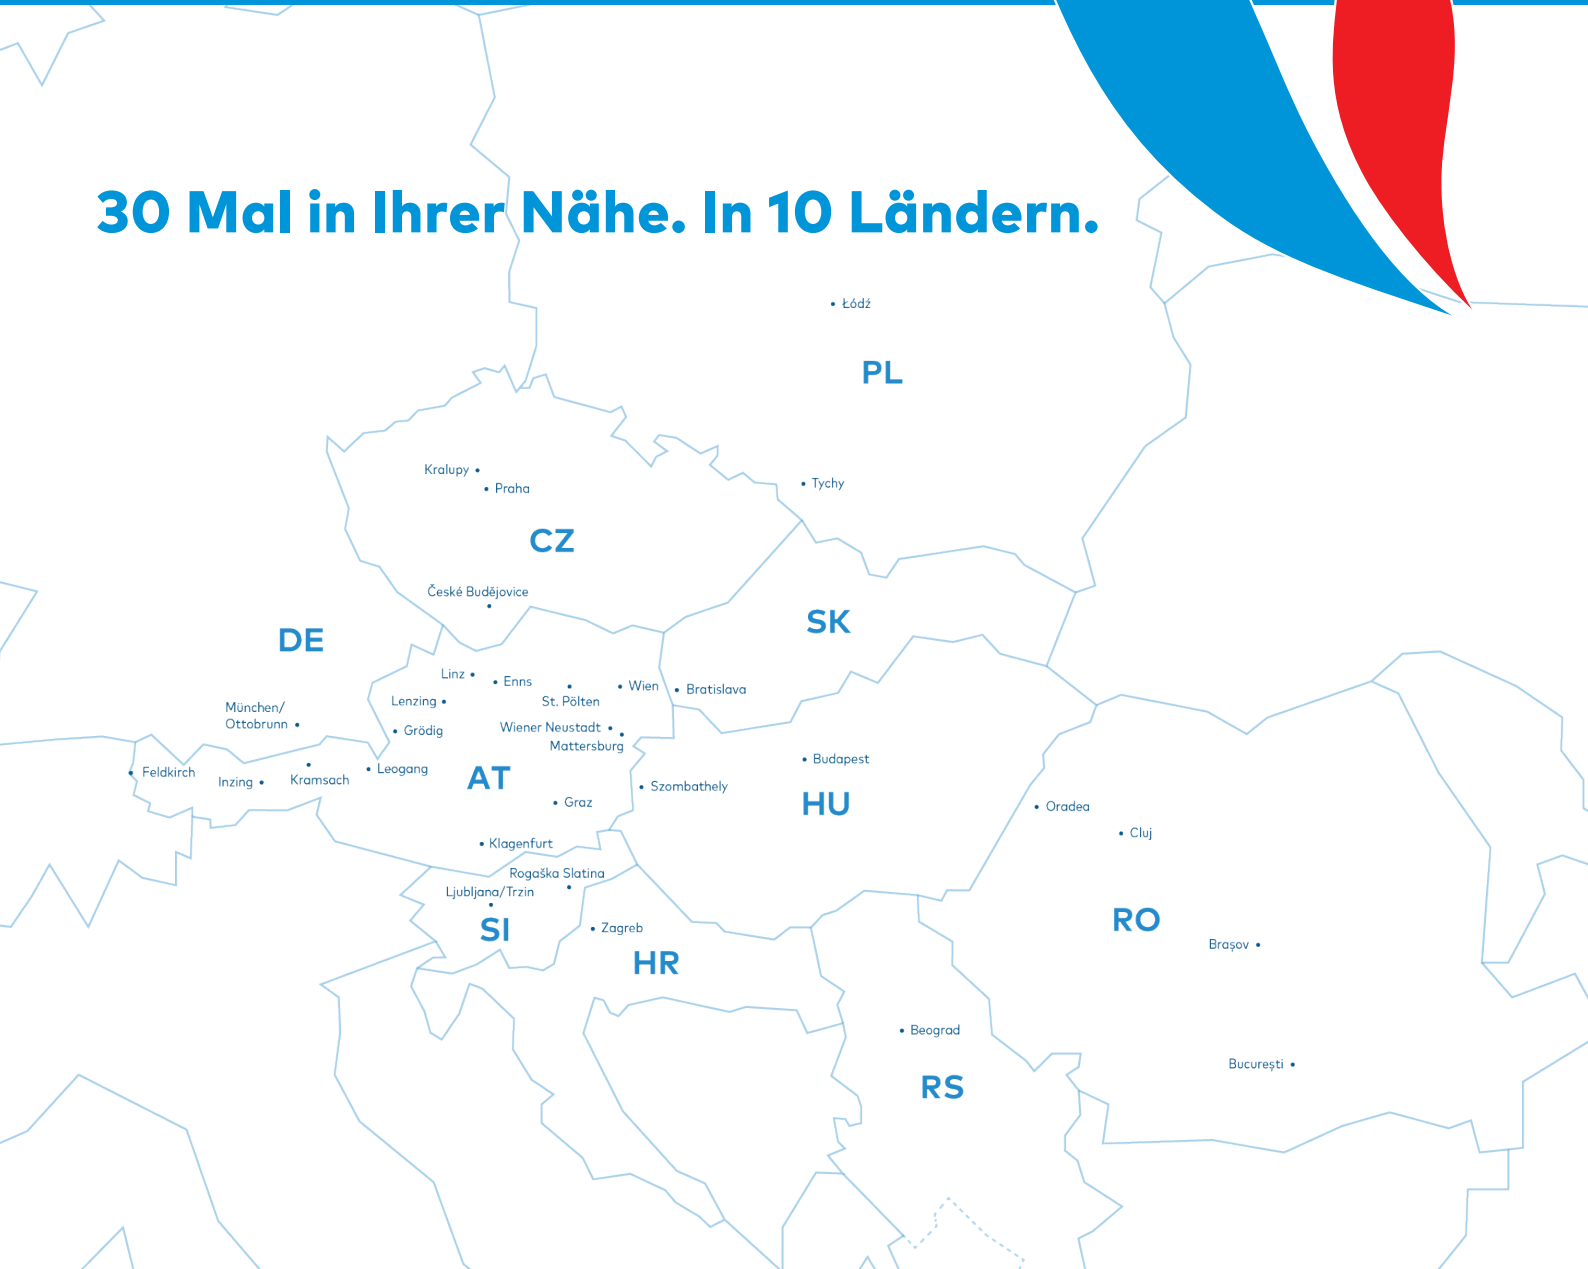 30 Mal in Ihrer Nähe. In 10 Ländern.
Łódź
PL
Kralupy
Praha
Tychy
CZ
České Budějovice
DE
SK
Linz
Enns
Wien
Bratislava
Lenzing
St. Pölten
München/
Ottobrunn
Grödig
Wiener Neustadt
Mattersburg
Budapest
Feldkirch
Inzing
Kramsach
Leogang
AT
Szombathely
HU
Graz
Oradea
Cluj
Klagenfurt
Rogaška Slatina
Ljubljana/Trzin
SI
Zagreb
HR
RO
Brașov
Beograd
RS
București